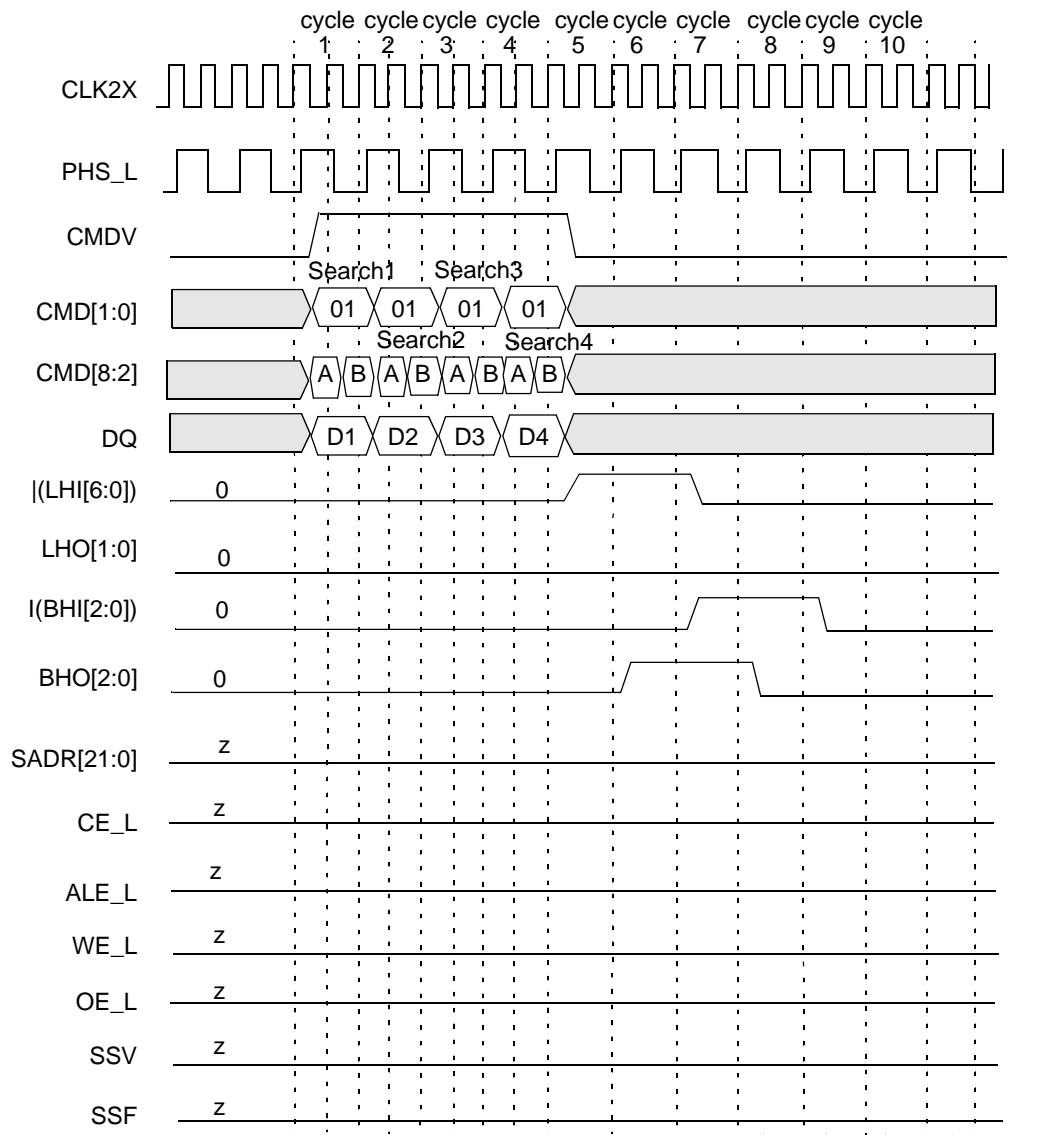 cycle cycle cycle cycle cycle cycle cycle cycle cycle cycle
1 2 3 4 5 6 7 8 9 10
CLK2X
PHS_L
CMDV
Search1 Search3
CMD[1:0] 01 01 01 01
Search2 Search4
CMD[8:2] A B A B A B A B
DQ D1 D2 D3 D4
|(LHI[6:0]) 0
LHO[1:0] 0
I(BHI[2:0]) 0
BHO[2:0] 0
SADR[21:0] z
CE_L z
ALE_L z
WE_L z
OE_L z
SSV z
SSF z